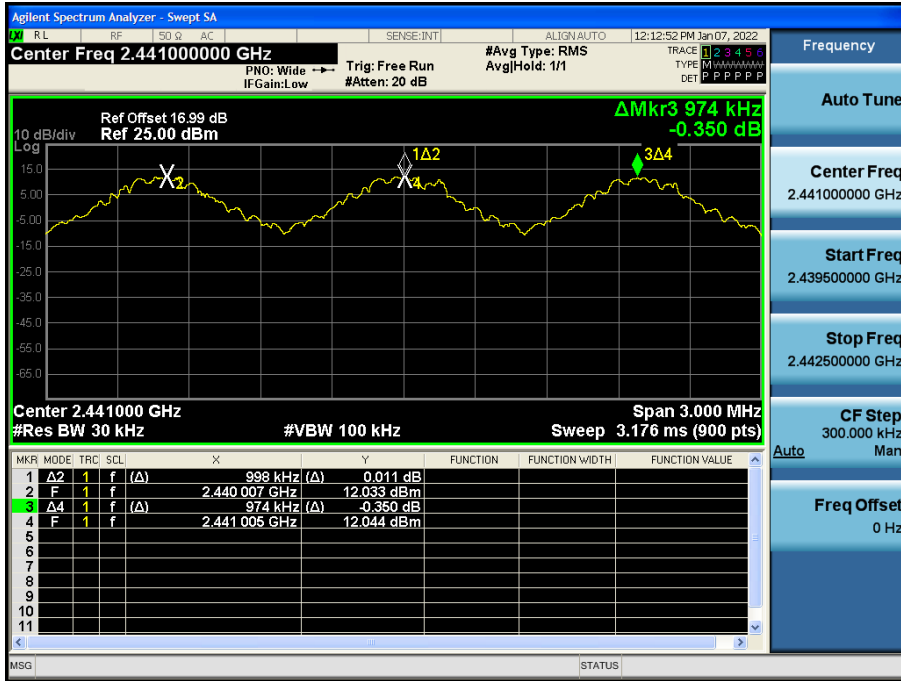 Agilent Spectrum Analyzer - Swept SA
LXI RL RF 50 Ω AC SENSE:INT ALIGNAUTO 12:12:52 PM Jan 07, 2022
Center Freq 2.441000000 GHz #Avg Type: RMS TRACE 1 2 3 4 5 6
PNO: Wide Trig: Free Run Avg|Hold: 1/1 TYPE M WWWWW
IFGain:Low #Atten: 20 dB DET P P P P P P
Frequency
Auto Tune
Center Freq
2.441000000 GHz
Start Freq
2.439500000 GHz
Stop Freq
2.442500000 GHz
CF Step
300.000 kHz
Auto Man
Freq Offset
0 Hz
ΔMkr3 974 kHz
-0.350 dB
Ref Offset 16.99 dB
10 dB/div Ref 25.00 dBm
Log
15.0
5.00
-5.00
-15.0
-25.0
-35.0
-45.0
-55.0
-65.0
2
1Δ2
4
3Δ4
Center 2.441000 GHz Span 3.000 MHz
#Res BW 30 kHz #VBW 100 kHz Sweep 3.176 ms (900 pts)
MKR MODE TRC SCL X Y FUNCTION FUNCTION WIDTH FUNCTION VALUE
1 Δ2 1 f (Δ) 998 kHz (Δ) 0.011 dB
2 F 1 f 2.440 007 GHz 12.033 dBm
3 Δ4 1 f (Δ) 974 kHz (Δ) -0.350 dB
4 F 1 f 2.441 005 GHz 12.044 dBm
5
6
7
8
9
10
11
MSG STATUS